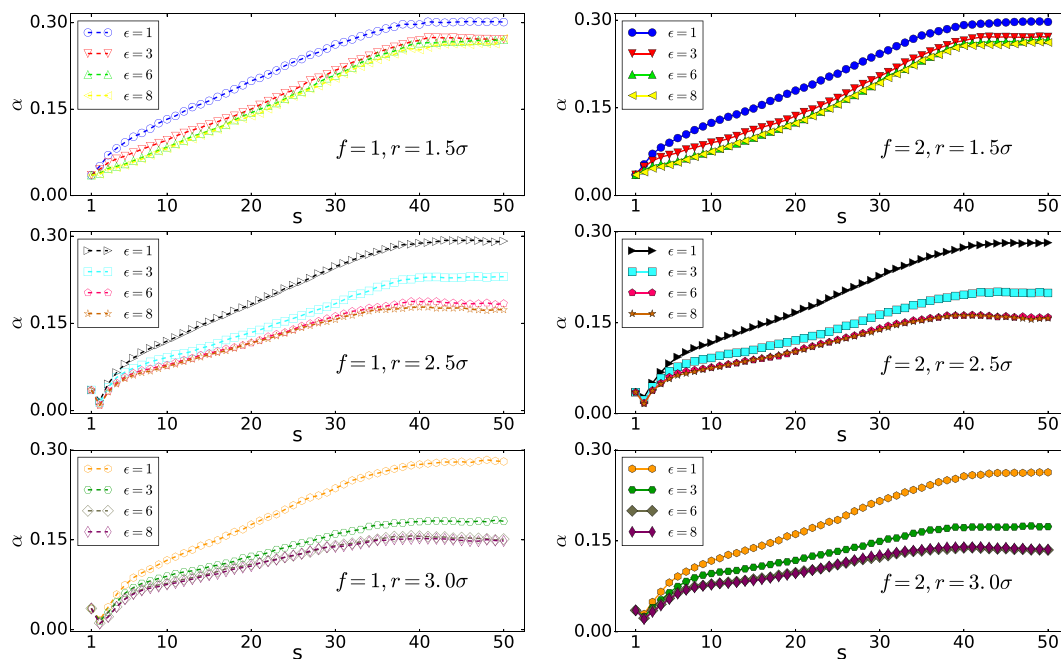 0.30
0.15
0.00
α
ϵ = 1
ϵ = 3
ϵ = 6
ϵ = 8
f = 1, r = 1.5σ
1 10 20 30 40 50
s
0.30
0.15
0.00
α
ϵ = 1
ϵ = 3
ϵ = 6
ϵ = 8
f = 2, r = 1.5σ
1 10 20 30 40 50
s
0.30
0.15
0.00
α
ϵ = 1
ϵ = 3
ϵ = 6
ϵ = 8
f = 1, r = 2.5σ
1 10 20 30 40 50
s
0.30
0.15
0.00
α
ϵ = 1
ϵ = 3
ϵ = 6
ϵ = 8
f = 2, r = 2.5σ
1 10 20 30 40 50
s
0.30
0.15
0.00
α
ϵ = 1
ϵ = 3
ϵ = 6
ϵ = 8
f = 1, r = 3.0σ
1 10 20 30 40 50
s
0.30
0.15
0.00
α
ϵ = 1
ϵ = 3
ϵ = 6
ϵ = 8
f = 2, r = 3.0σ
1 10 20 30 40 50
s